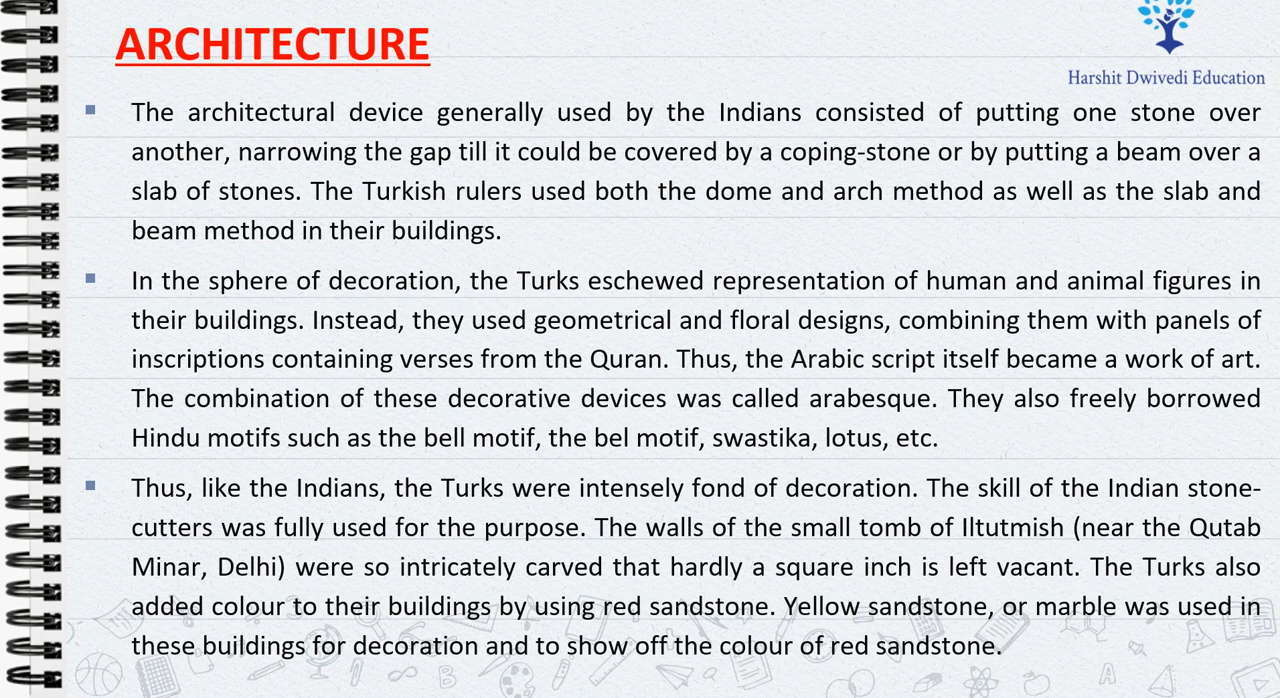 ARCHITECTURE
Harshit Dwivedi Education
The architectural device generally used by the Indians consisted of putting one stone over
another, narrowing the gap till it could be covered by a coping-stone or by putting a beam over a
slab of stones. The Turkish rulers used both the dome and arch method as well as the slab and
beam method in their buildings.
In the sphere of decoration, the Turks eschewed representation of human and animal figures in
their buildings. Instead, they used geometrical and floral designs, combining them with panels of
inscriptions containing verses from the Quran. Thus, the Arabic script itself became a work of art.
The combination of these decorative devices was called arabesque. They also freely borrowed
Hindu motifs such as the bell motif, the bel motif, swastika, lotus, etc.
Thus, like the Indians, the Turks were intensely fond of decoration. The skill of the Indian stone-
cutters was fully used for the purpose. The walls of the small tomb of Iltutmish (near the Qutab
Minar, Delhi) were so intricately carved that hardly a square inch is left vacant. The Turks also
added colour to their buildings by using red sandstone. Yellow sandstone, or marble was used in
these buildings for decoration and to show off the colour of red sandstone.